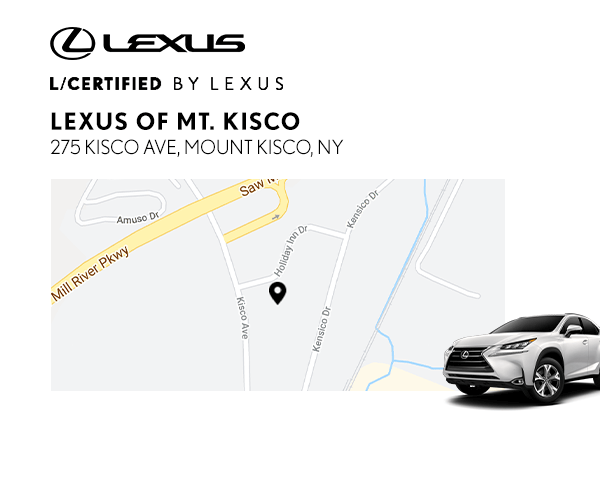 LEXUS
L/CERTIFIED BY LEXUS
LEXUS OF MT. KISCO
275 KISCO AVE, MOUNT KISCO, NY
Saw M
Amuso Dr
Kensico Dr
Holiday Inn Dr
Mill River Pkwy
Kisco Ave
Kensico Dr